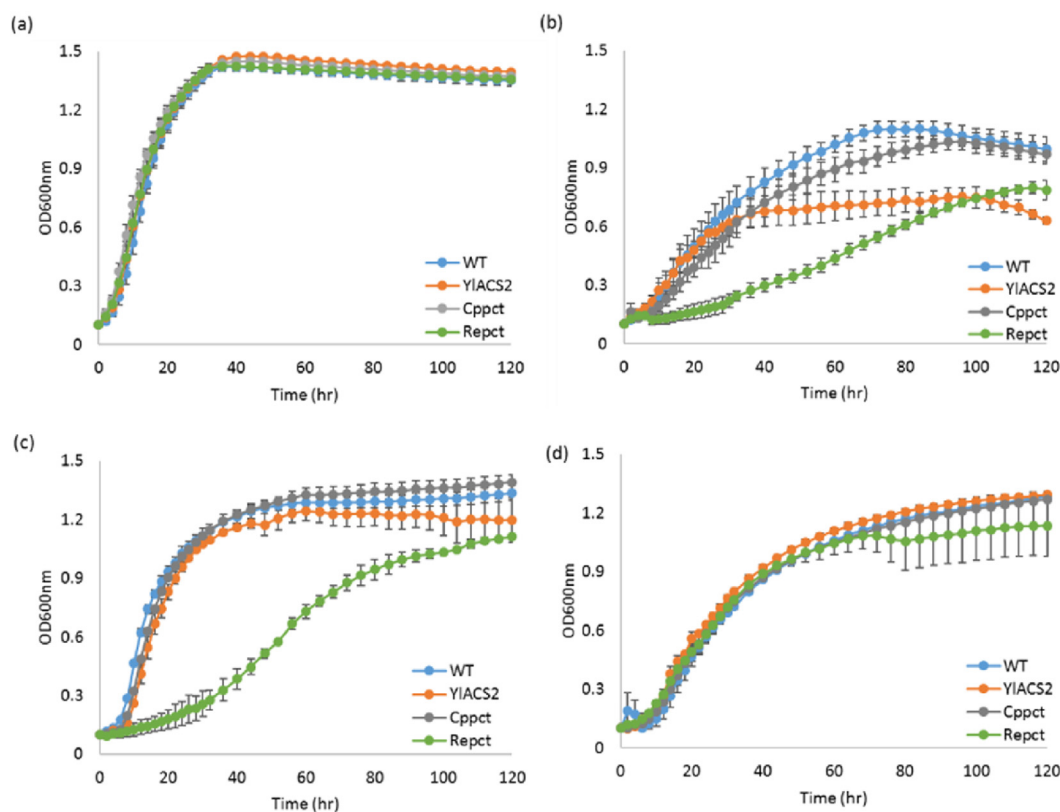 (a)
1.5
1.2
0.9
0.6
0.3
0
OD600nm
0 20 40 60 80 100 120
Time (hr)
WT
YlACS2
Cppct
Repct
(b)
1.5
1.2
0.9
0.6
0.3
0
OD600nm
0 20 40 60 80 100 120
Time (hr)
WT
YlACS2
Cppct
Repct
(c)
1.5
1.2
0.9
0.6
0.3
0
OD600nm
0 20 40 60 80 100 120
Time (hr)
WT
YlACS2
Cppct
Repct
(d)
1.5
1.2
0.9
0.6
0.3
0
OD600nm
0 20 40 60 80 100 120
Time (hr)
WT
YlACS2
Cppct
Repct